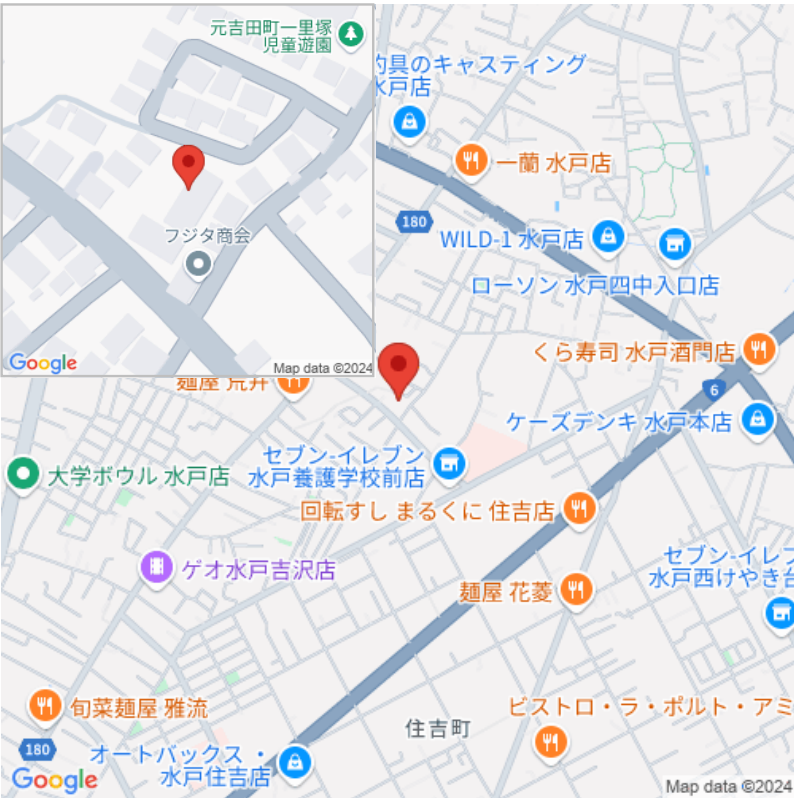 元吉田町一里塚
児童遊園
フジタ商会
Google
Map data ©2024
釣具のキャスティング
水戸店
一蘭 水戸店
180
WILD-1 水戸店
ローソン 水戸四中入口店
くら寿司 水戸酒門店
6
麺屋 荒井
ケーズデンキ 水戸本店
セブン-イレブン
水戸養護学校前店
大学ボウル 水戸店
回転すし まるくに 住吉店
セブン-イレブ
水戸西けやき台
ゲオ水戸吉沢店
麺屋 花菱
旬菜麺屋 雅流
ビストロ・ラ・ポルト・アミ
住吉町
180
オートバックス・
水戸住吉店
Google
Map data ©2024